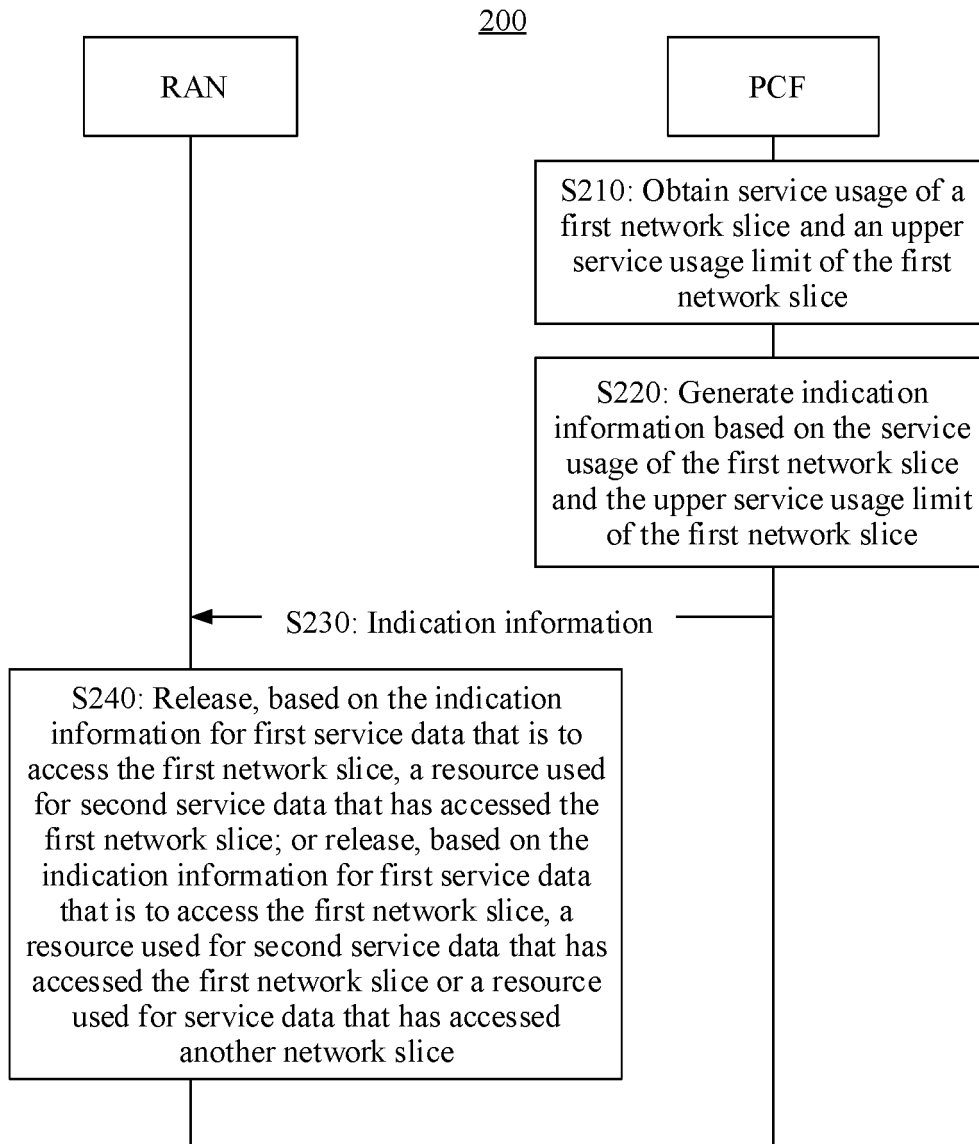 200
RAN
PCF
S210: Obtain service usage of a
first network slice and an upper
service usage limit of the first
network slice
S220: Generate indication
information based on the service
usage of the first network slice
and the upper service usage limit
of the first network slice
S230: Indication information
S240: Release, based on the indication
information for first service data that is to
access the first network slice, a resource used
for second service data that has accessed the
first network slice; or release, based on the
indication information for first service data
that is to access the first network slice, a
resource used for second service data that has
accessed the first network slice or a resource
used for service data that has accessed
another network slice